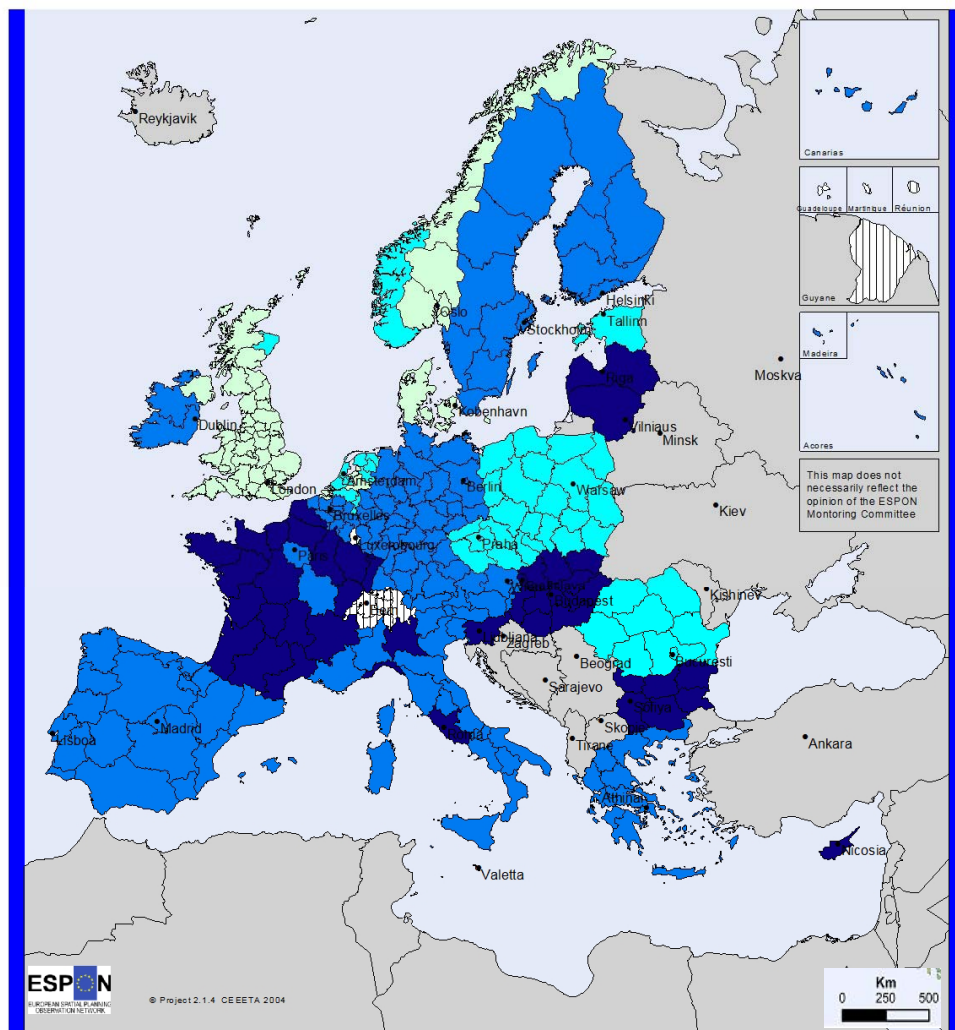 Reykjavik
Canarias
Guadeloupe
Martinique
Réunion
Guyane
Helsinki
Oslo
Tallinn
Stockholm
Madeira
Riga
Moskva
Kobenhavn
Dublin
Vilniaus
Minsk
Acores
This map does not
necessarily reflect the
opinion of the ESPON
Montoring Committee
London
Amsterdam
Berlin
Warsaw
Bruxelles
Kiev
Luxembourg
Praha
Paris
Bern
Budapest
Kishinev
Ljubljana
Zagreb
Beograd
Bucuresti
Sarajevo
Sofiya
Madrid
Lisboa
Roma
Skopje
Tirane
Ankara
Athinai
Nicosia
Valetta
ESPON
EUROPEAN SPATIAL PLANNING
OBSERVATION NETWORK
© Project 2.1.4 CEEETA 2004
Km
0 250 500